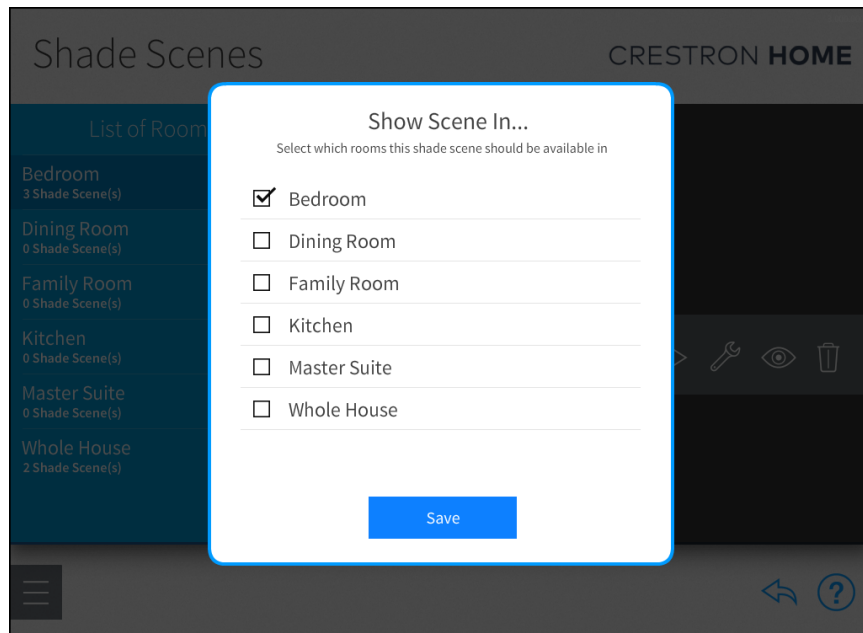 Shade Scenes
CRESTRON HOME
List of Room
Bedroom
3 Shade Scene(s)
Dining Room
0 Shade Scene(s)
Family Room
0 Shade Scene(s)
Kitchen
0 Shade Scene(s)
Master Suite
0 Shade Scene(s)
Whole House
2 Shade Scene(s)
Show Scene In...
Select which rooms this shade scene should be available in
Bedroom
Dining Room
Family Room
Kitchen
Master Suite
Whole House
Save
?